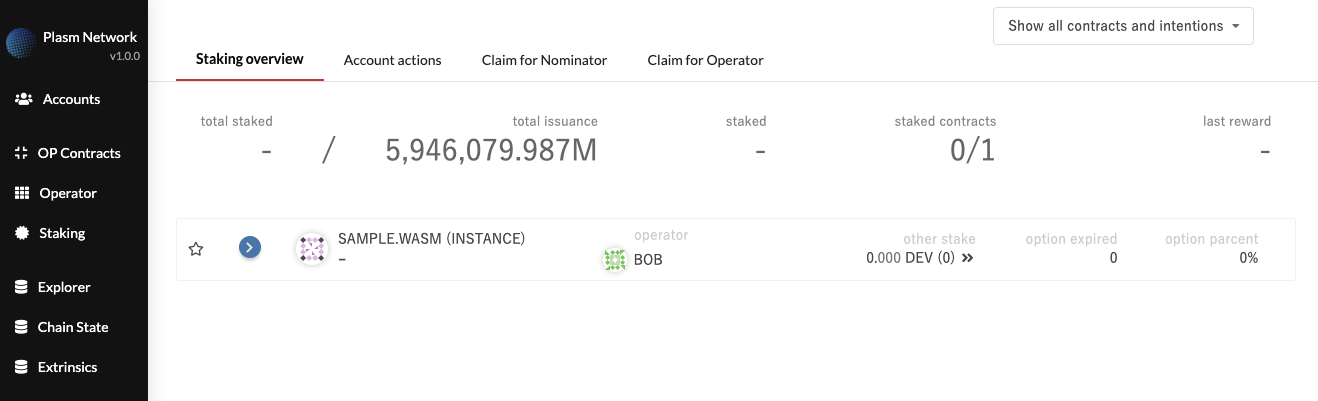 Plasm Network
v1.0.0
Accounts
OP Contracts
Operator
Staking
Explorer
Chain State
Extrinsics
Show all contracts and intentions
Staking overview Account actions Claim for Nominator Claim for Operator
total staked total issuance staked staked contracts last reward
- / 5,946,079.987M - 0/1 -
SAMPLE.WASM (INSTANCE) operator other stake option expired option parcent
- BOB 0.000 DEV (0) 0 0%